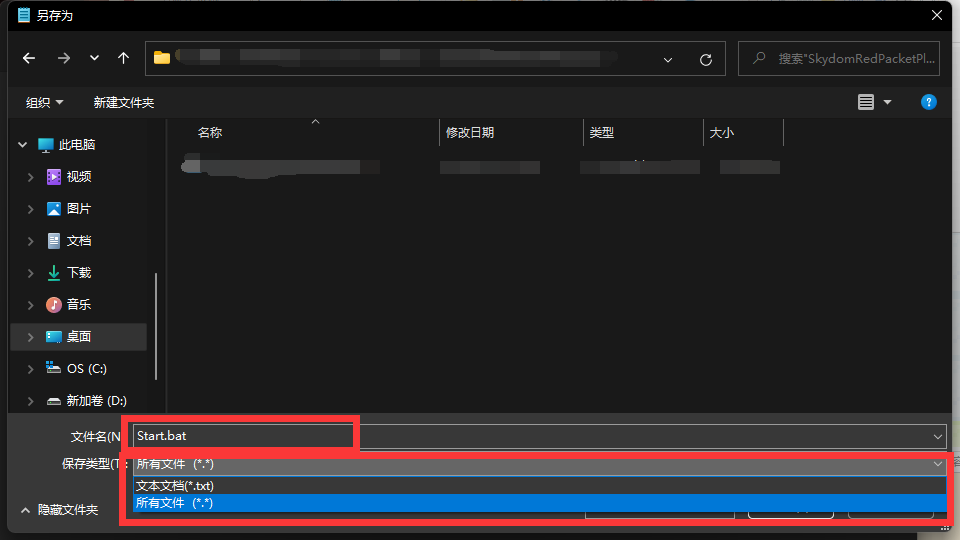 另存为
搜索"SkydomRedPacketPl...
组织 新建文件夹
名称 修改日期 类型 大小
此电脑
视频
图片
文档
下载
音乐
桌面
OS (C:)
新加卷 (D:)
文件名(N Start.bat
保存类型(T: 所有文件 (*.*)
文本文档(*.txt)
所有文件 (*.*)
隐藏文件夹